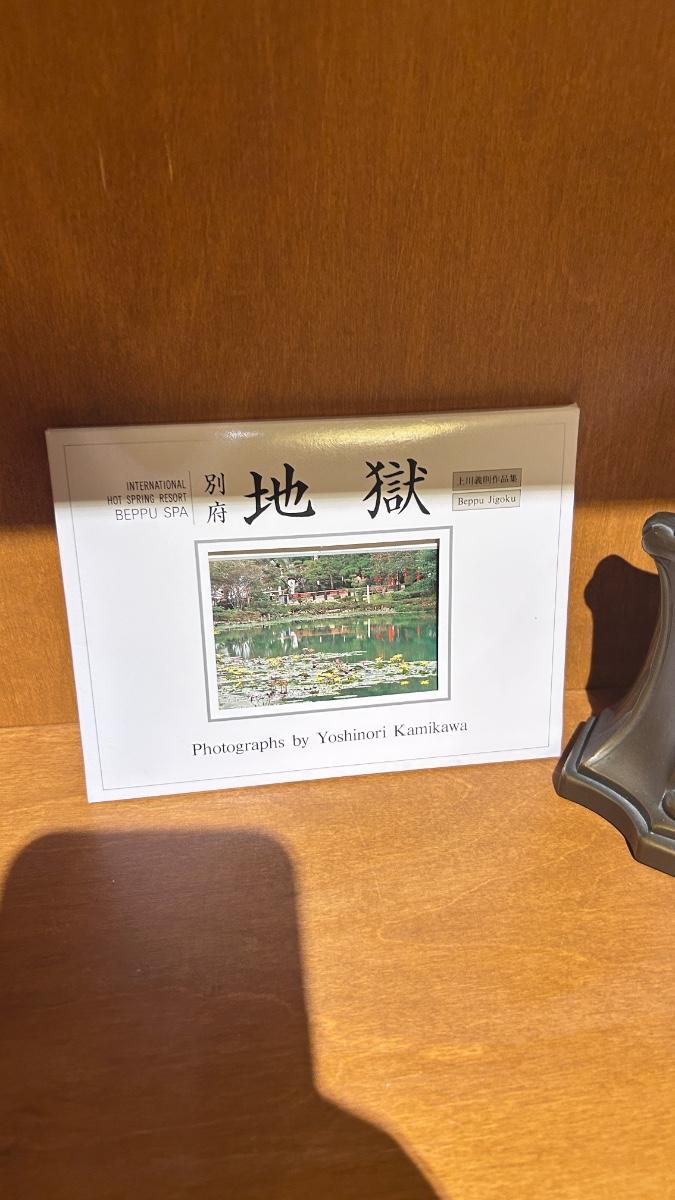 INTERNATIONAL
HOT SPRING RESORT
BEPPU SPA
別府
地獄
上川義則作品集
Beppu Jigoku
Photographs by Yoshinori Kamikawa